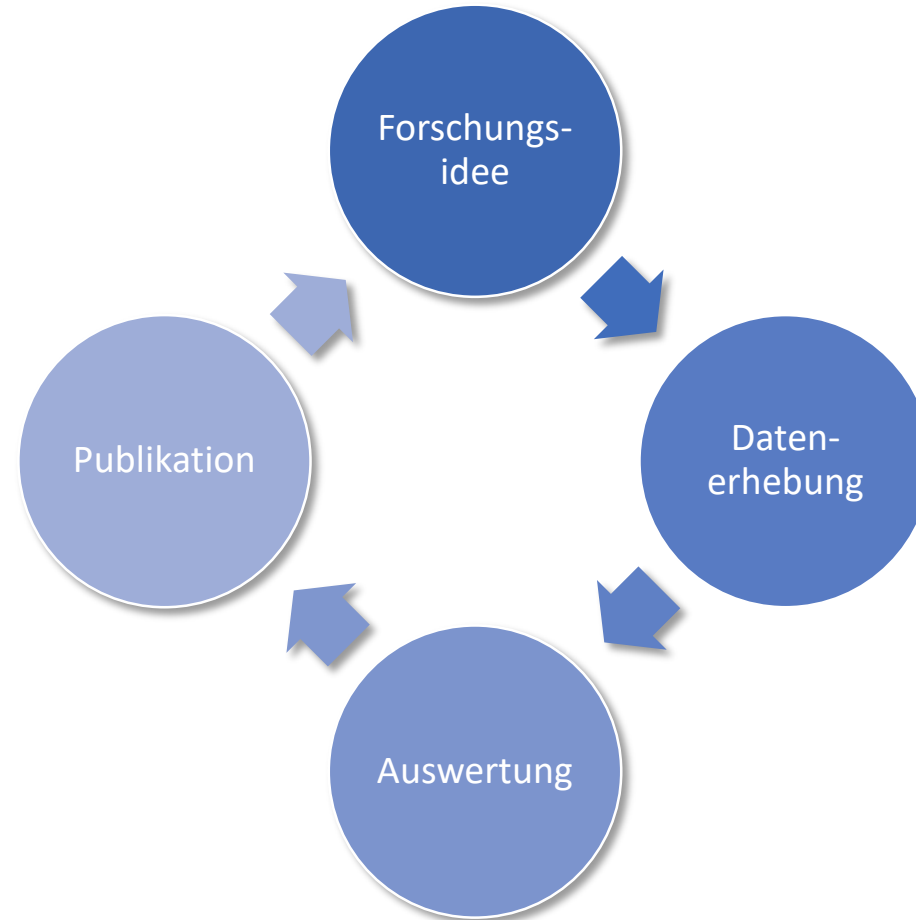 Forschungs-
idee
Daten-
erhebung
Auswertung
Publikation